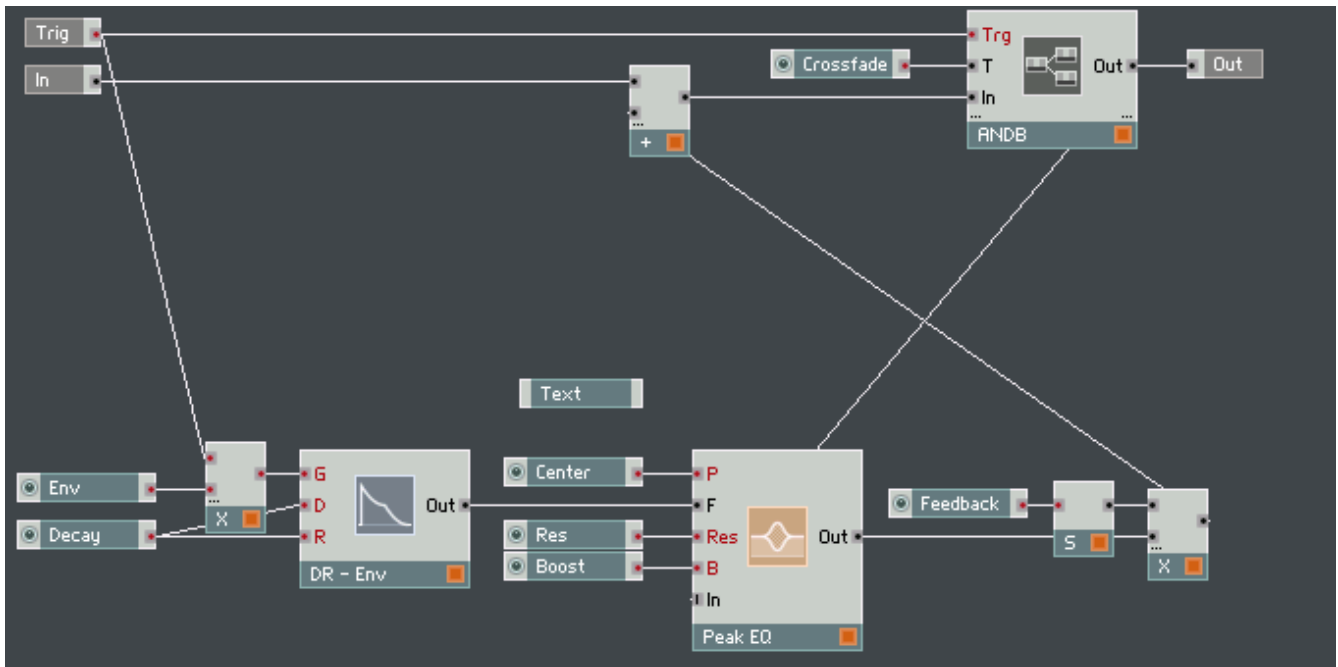 Trig
In
Crossfade
Trg
T
In
...
Out
...
ANDB
Out
...
+
Text
Env
Decay
...
X
G
D
R
Out
DR - Env
Center
Res
Boost
P
F
Res
B
In
Out
Peak EQ
Feedback
S
...
X